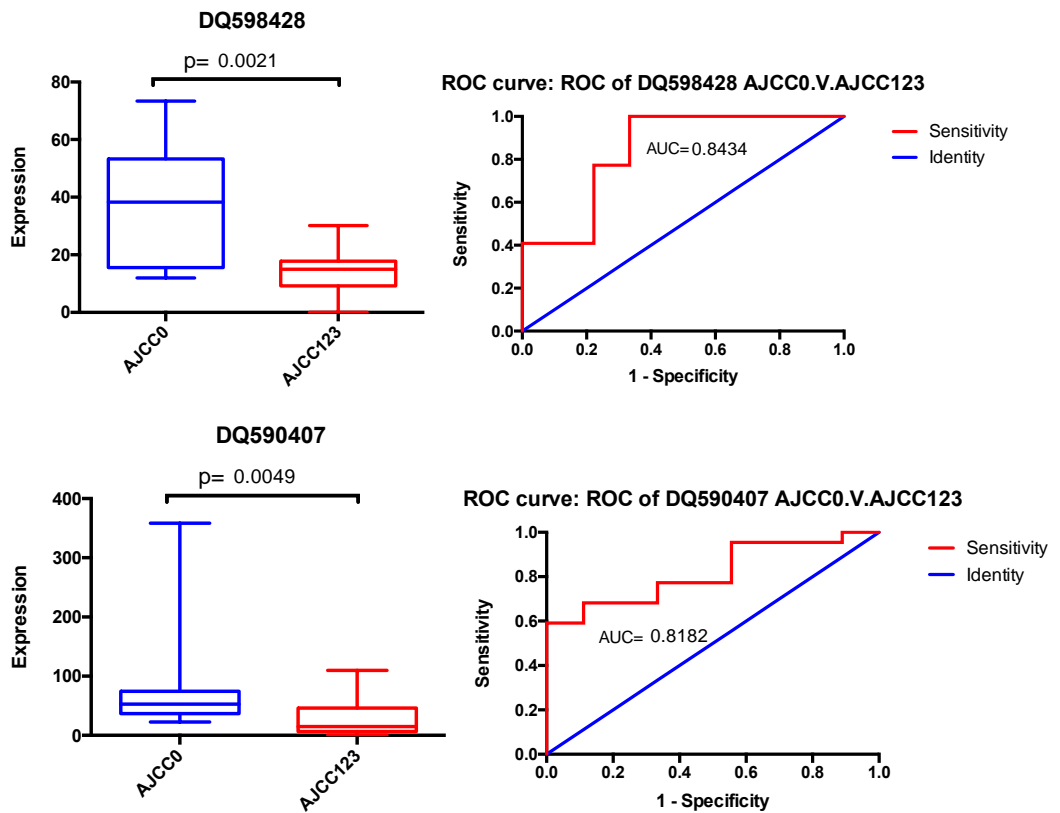 DQ598428
p= 0.0021
80
60
40
20
0
Expression
AJCC0
AJCC123
ROC curve: ROC of DQ598428 AJCC0.V.AJCC123
1.0
0.8
0.6
0.4
0.2
0.0
Sensitivity
AUC= 0.8434
0.0 0.2 0.4 0.6 0.8 1.0
1 - Specificity
Sensitivity
Identity
DQ590407
p= 0.0049
400
300
200
100
0
Expression
AJCC0
AJCC123
ROC curve: ROC of DQ590407 AJCC0.V.AJCC123
1.0
0.8
0.6
0.4
0.2
0.0
Sensitivity
AUC= 0.8182
0.0 0.2 0.4 0.6 0.8 1.0
1 - Specificity
Sensitivity
Identity